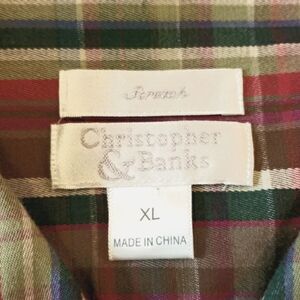 Stretch
Christopher
& Banks
XL
MADE IN CHINA